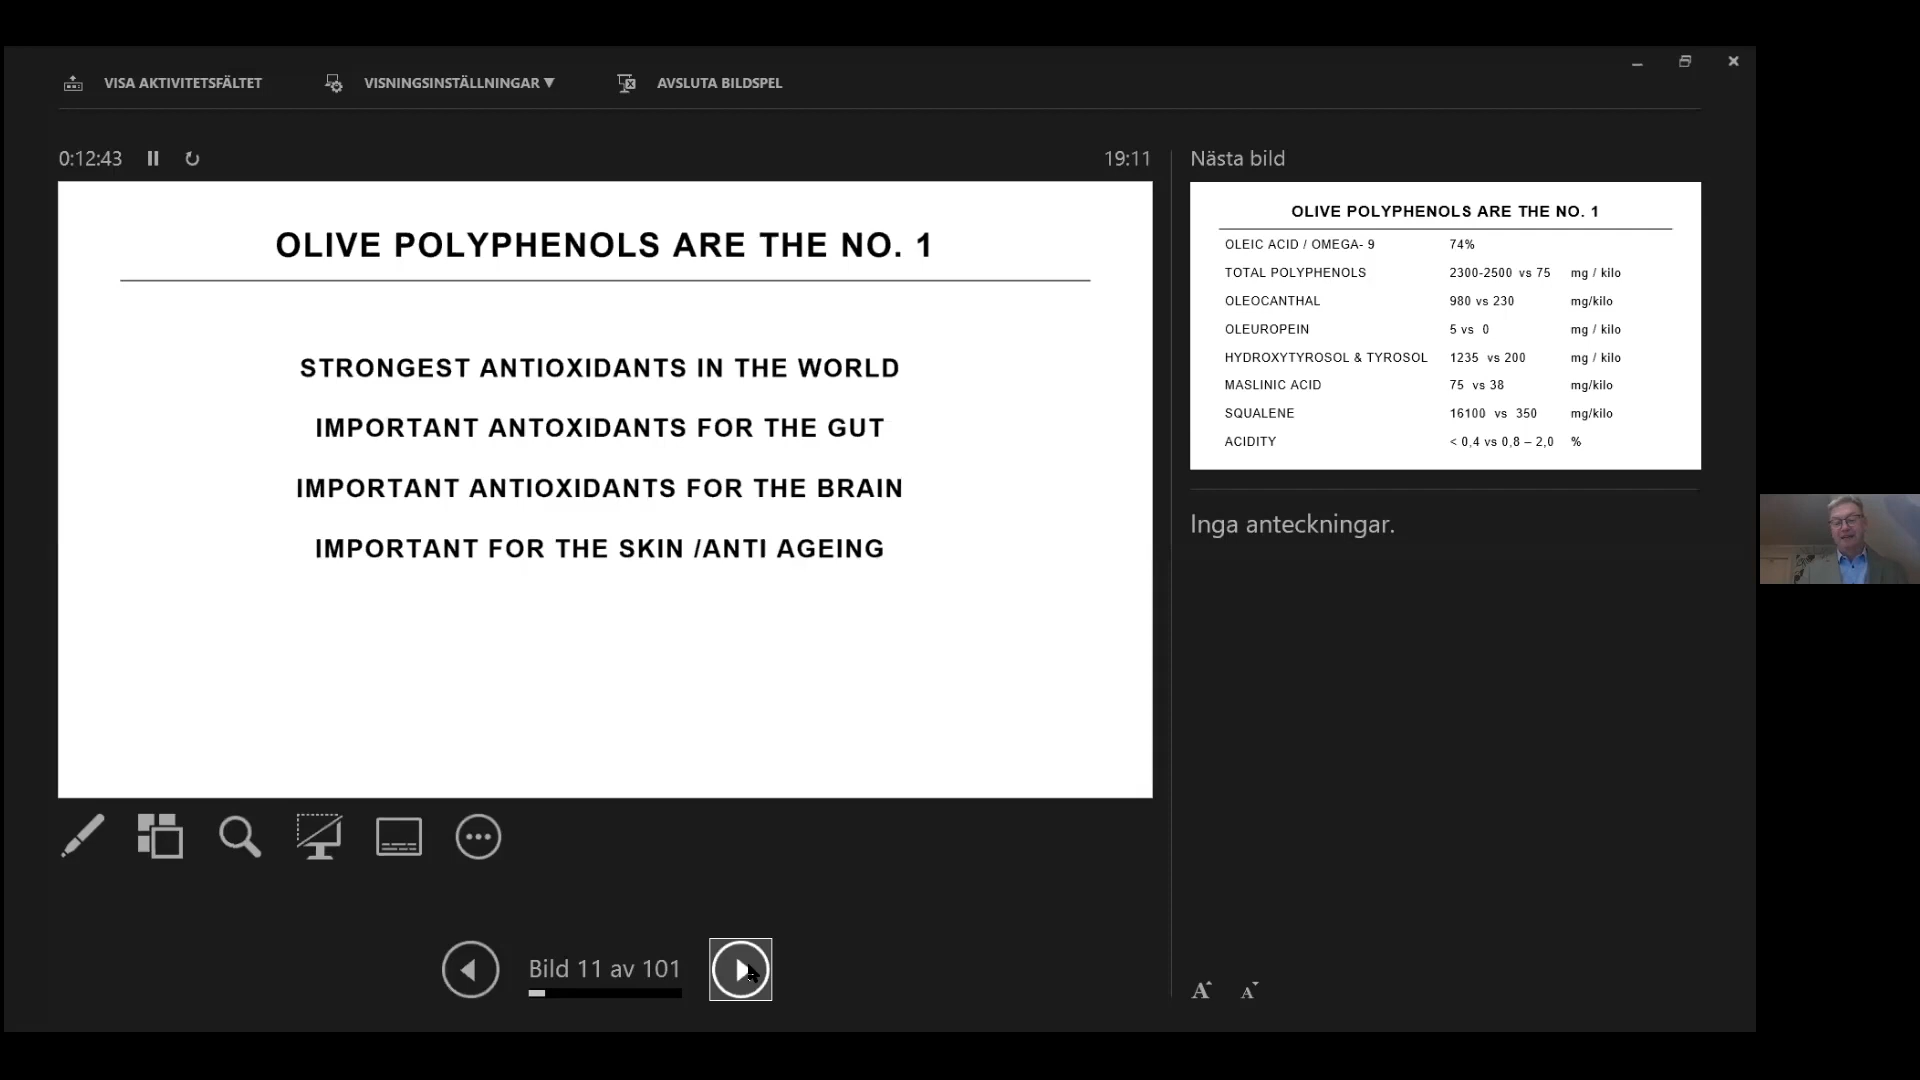 VISA AKTIVITETSFÄLTET
VISNINGSINSTÄLLNINGAR ▼
AVSLUTA BILDSPEL
0:12:43
19:11
OLIVE POLYPHENOLS ARE THE NO. 1
STRONGEST ANTIOXIDANTS IN THE WORLD
IMPORTANT ANTOXIDANTS FOR THE GUT
IMPORTANT ANTIOXIDANTS FOR THE BRAIN
IMPORTANT FOR THE SKIN /ANTI AGEING
Bild 11 av 101
Nästa bild
OLIVE POLYPHENOLS ARE THE NO. 1
OLEIC ACID / OMEGA- 9 74%
TOTAL POLYPHENOLS 2300-2500 vs 75 mg / kilo
OLEOCANTHAL 980 vs 230 mg/kilo
OLEUROPEIN 5 vs 0 mg / kilo
HYDROXYTYROSOL & TYROSOL 1235 vs 200 mg / kilo
MASLINIC ACID 75 vs 38 mg/kilo
SQUALENE 16100 vs 350 mg/kilo
ACIDITY < 0,4 vs 0,8 – 2,0 %
Inga anteckningar.
A A